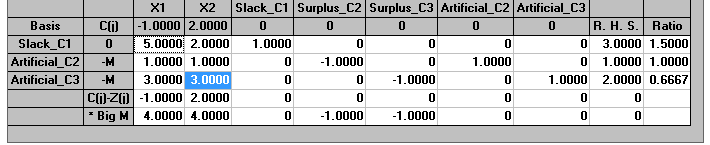 X1 X2 Slack_C1 Surplus_C2 Surplus_C3 Artificial_C2 Artificial_C3
Basis C(j) -1.0000 2.0000 0 0 0 0 0 R. H. S. Ratio
Slack_C1 0 5.0000 2.0000 1.0000 0 0 0 0 3.0000 1.5000
Artificial_C2 -M 1.0000 1.0000 0 -1.0000 0 1.0000 0 1.0000 1.0000
Artificial_C3 -M 3.0000 3.0000 0 0 -1.0000 0 1.0000 2.0000 0.6667
C(j)-Z(j) -1.0000 2.0000 0 0 0 0 0 0
* Big M 4.0000 4.0000 0 -1.0000 -1.0000 0 0 0